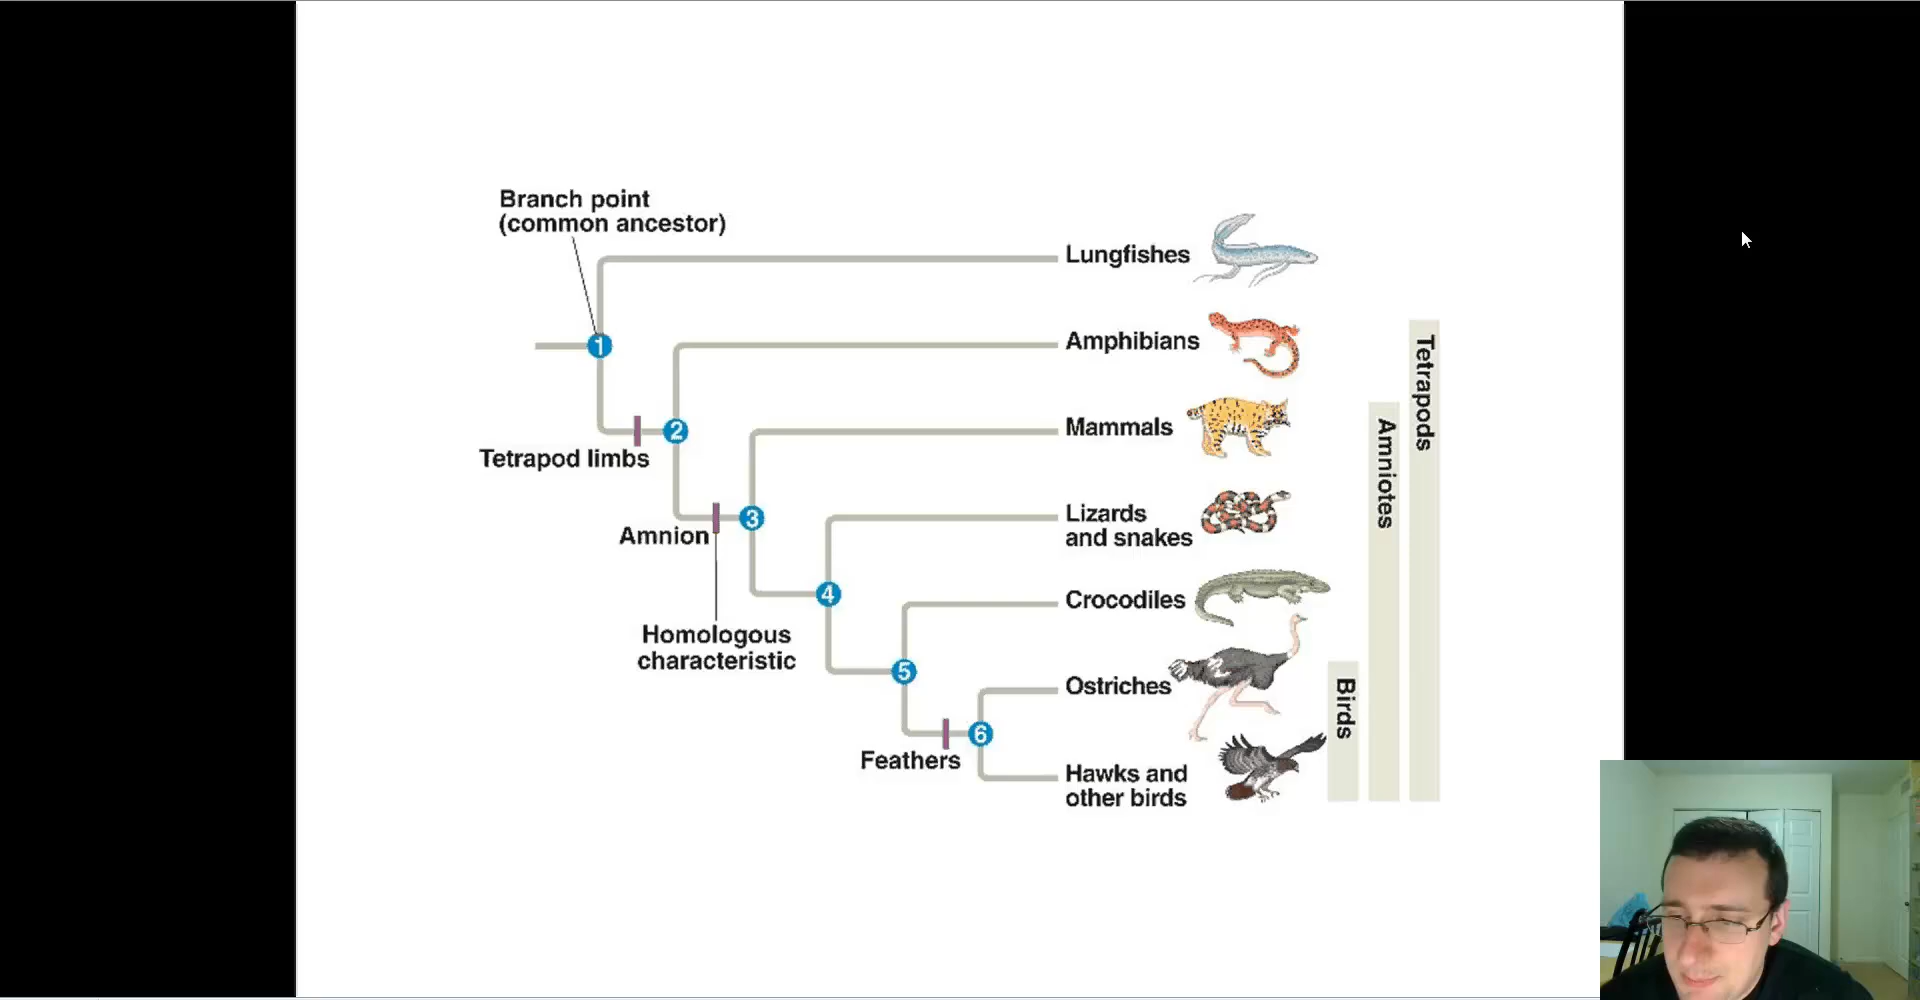 Branch point
(common ancestor)
Lungfishes
1
Amphibians
Tetrapods
Mammals
2
Tetrapod limbs
Amniotes
Lizards
and snakes
3
Amnion
4
Crocodiles
Homologous
characteristic
5
Ostriches
Birds
6
Feathers
Hawks and
other birds